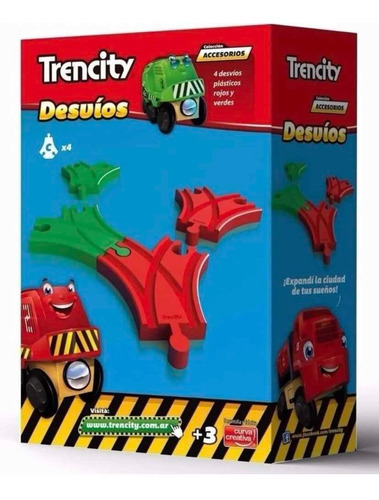 Trencity
Desvíos
x4
Colección
ACCESORIOS
4 desvíos
plásticos
rojos y
verdes
Trencity
Visitá:
www.trencity.com.ar
+3
curva
creativa
Trencity
Colección
ACCESORIOS
Desvíos
¡Expandí la ciudad
de tus sueños!